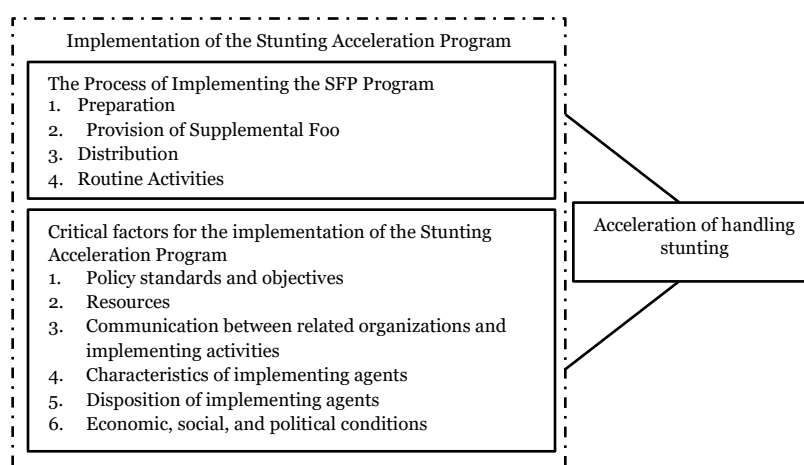 Implementation of the Stunting Acceleration Program
The Process of Implementing the SFP Program
1. Preparation
2. Provision of Supplemental Foo
3. Distribution
4. Routine Activities
Critical factors for the implementation of the Stunting
Acceleration Program
1. Policy standards and objectives
2. Resources
3. Communication between related organizations and
implementing activities
4. Characteristics of implementing agents
5. Disposition of implementing agents
6. Economic, social, and political conditions
Acceleration of handling
stunting